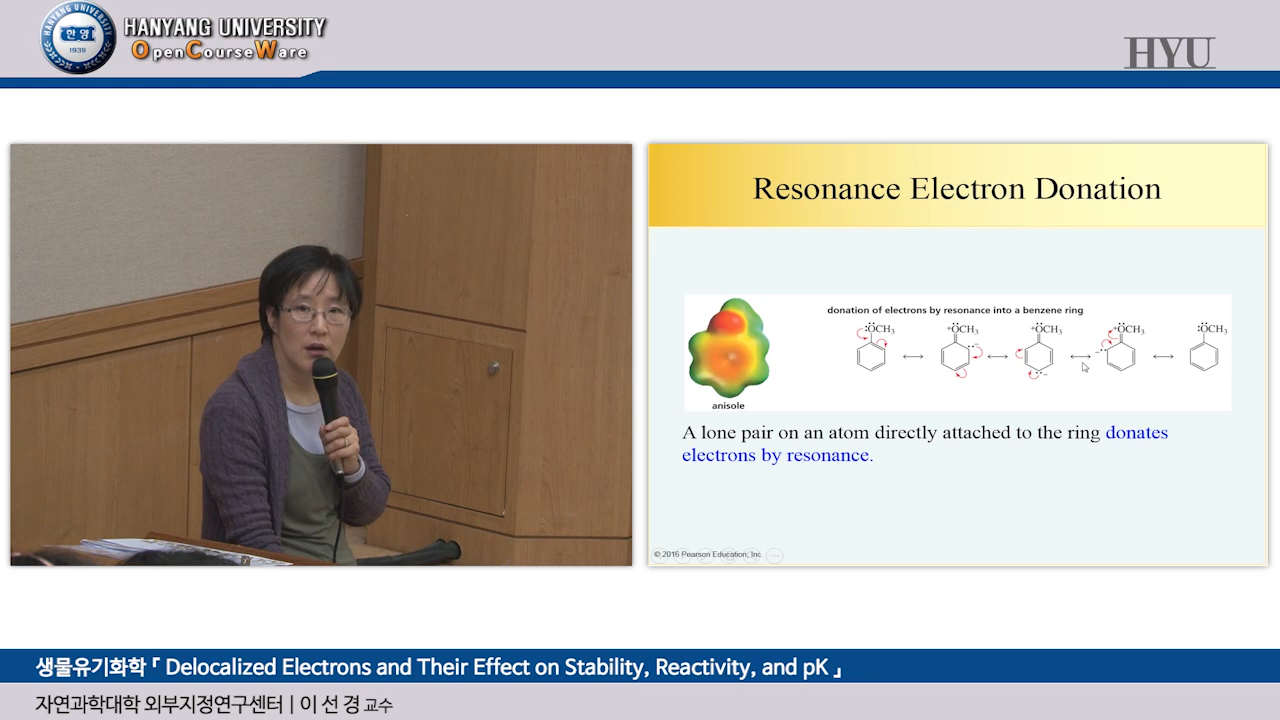 HANYANG UNIVERSITY
OpenCourseWare
HANYANG UNIVERSITY
한양
1939
HYU
Resonance Electron Donation
donation of electrons by resonance into a benzene ring
:ÖCH3 +ÖCH3 +ÖCH3 +ÖCH3 :ÖCH3
anisole
A lone pair on an atom directly attached to the ring donates
electrons by resonance.
© 2016 Pearson Education, Inc.
생물유기화학 「 Delocalized Electrons and Their Effect on Stability, Reactivity, and pK 」
자연과학대학 외부지정연구센터 | 이 선 경 교수